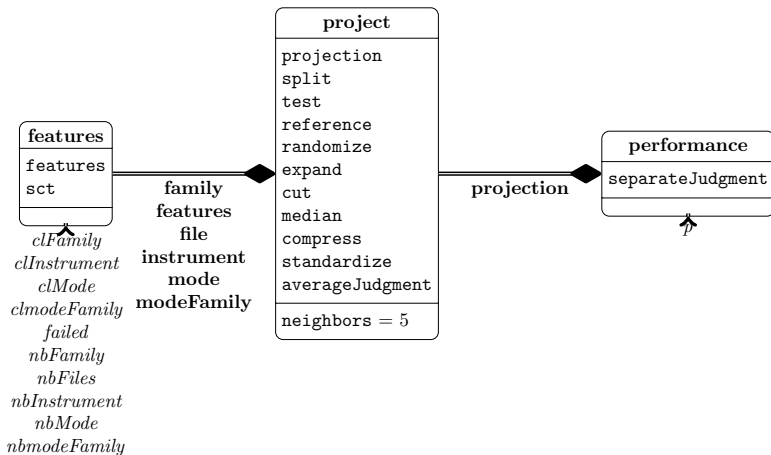 features
features
sct
clFamily
clInstrument
clMode
clmodeFamily
failed
nbFamily
nbFiles
nbInstrument
nbMode
nbmodeFamily
family
features
file
instrument
mode
modeFamily
project
projection
split
test
reference
randomize
expand
cut
median
compress
standardize
averageJudgment
neighbors = 5
projection
performance
separateJudgment
p